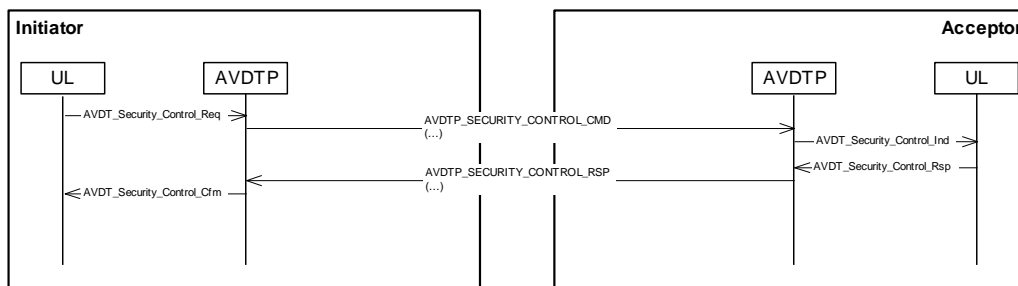 Initiator
Acceptor
UL
AVDTP
AVDTP
UL
AVDT_Security_Control_Req
AVDTP_SECURITY_CONTROL_CMD
(...)
AVDT_Security_Control_Ind
AVDT_Security_Control_Rsp
AVDTP_SECURITY_CONTROL_RSP
(...)
AVDT_Security_Control_Cfm